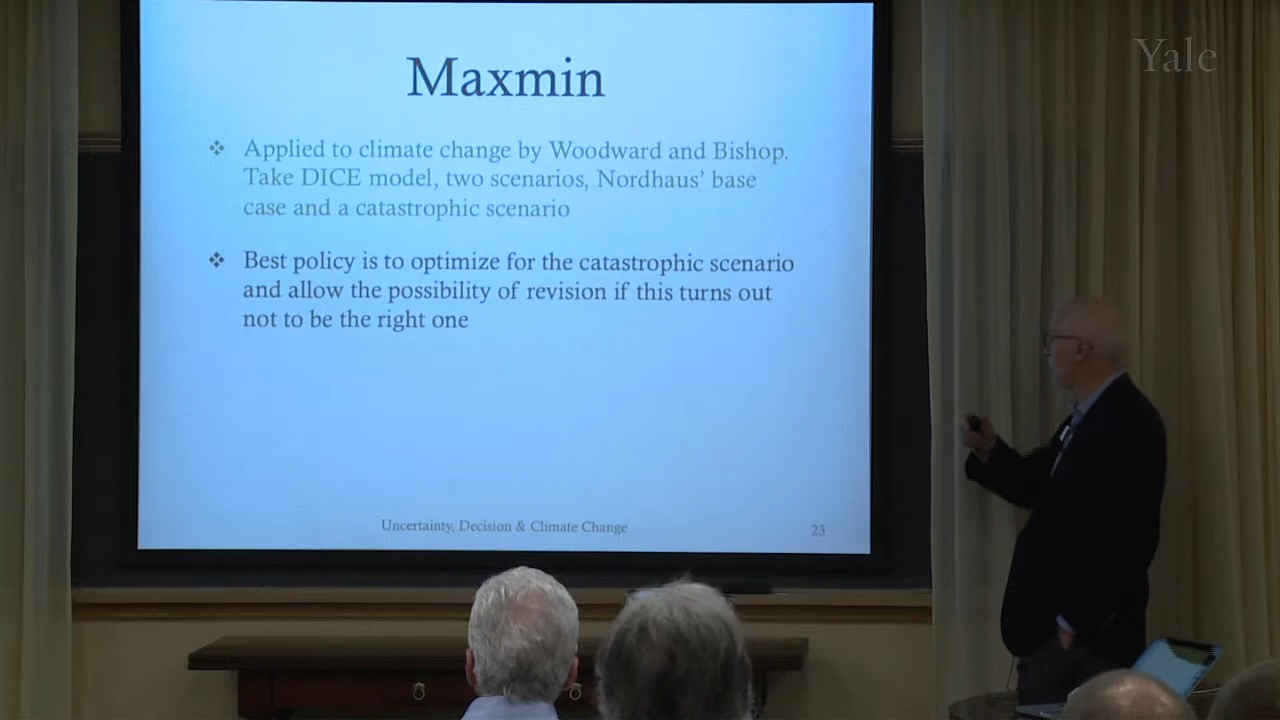 Yale
Maxmin
❖ Applied to climate change by Woodward and Bishop.
Take DICE model, two scenarios, Nordhaus’ base
case and a catastrophic scenario
❖ Best policy is to optimize for the catastrophic scenario
and allow the possibility of revision if this turns out
not to be the right one
Uncertainty, Decision & Climate Change
23